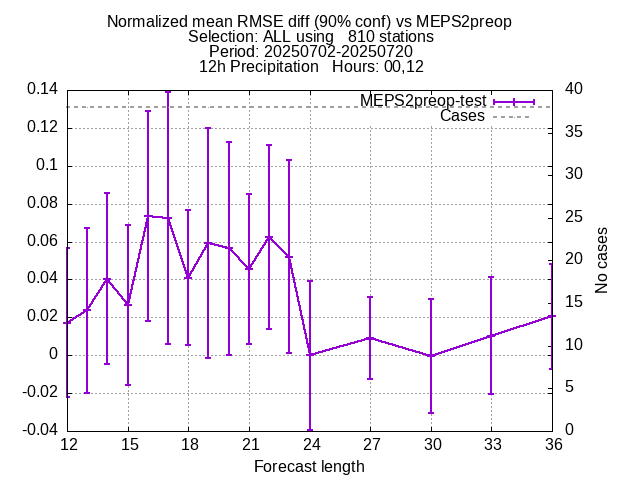 Normalized mean RMSE diff (90% conf) vs MEPS2preop
Selection: ALL using   810 stations
Period: 20250702-20250720
12h Precipitation   Hours: 00,12
MEPS2preop-test
Cases
0.14
0.12
0.1
0.08
0.06
0.04
0.02
0
-0.02
-0.04
40
35
30
25
20
15
10
5
0
No cases
12 15 18 21 24 27 30 33 36
Forecast length